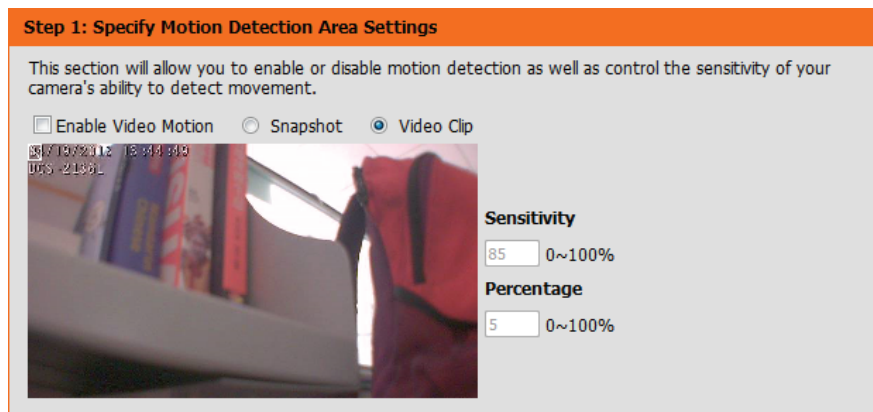 Step 1: Specify Motion Detection Area Settings
This section will allow you to enable or disable motion detection as well as control the sensitivity of your
camera's ability to detect movement.
Enable Video Motion Snapshot Video Clip
Sensitivity
85 0~100%
Percentage
5 0~100%